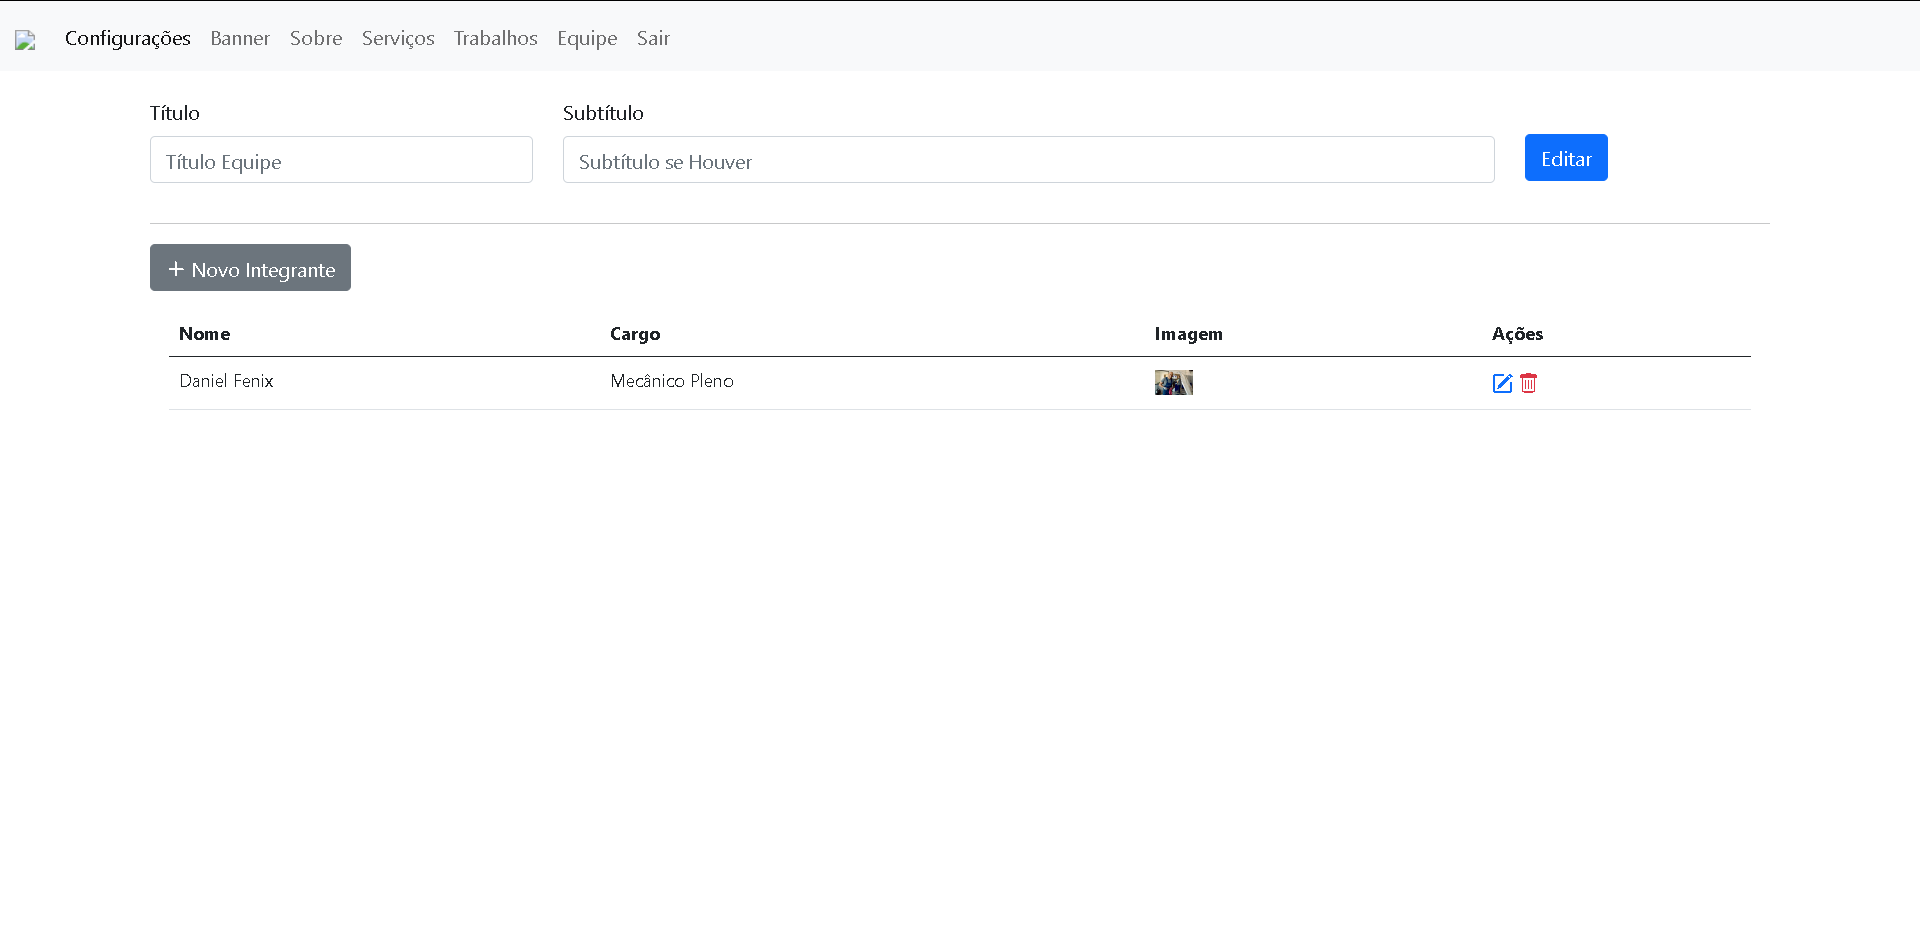 Configurações Banner Sobre Serviços Trabalhos Equipe Sair
Título Subtítulo
Título Equipe Subtítulo se Houver Editar
+ Novo Integrante
Nome Cargo Imagem Ações
Daniel Fenix Mecânico Pleno